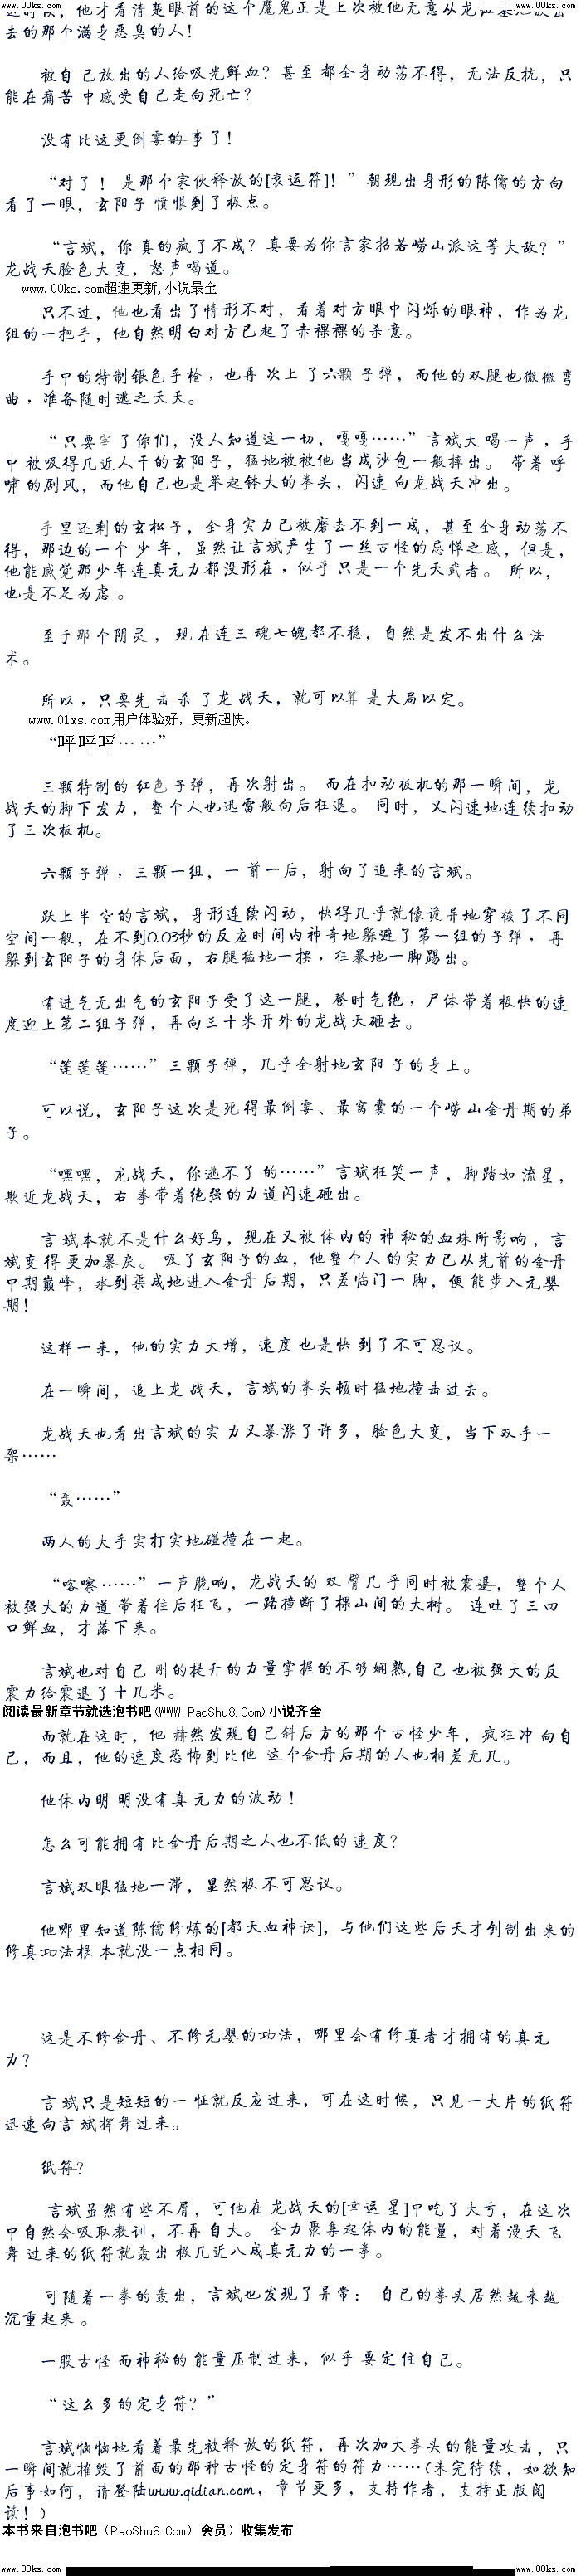 www.00ks.com www.00ks.com
这时候，他才看清楚眼前的这个魔鬼正是上次被他无意从龙
去的那个满身恶臭的人！
被自己放出的人给吸光鲜血？甚至都全身动荡不得，无法反抗，只
能在痛苦中感受自己走向死亡？
没有比这更倒霉的事了！
“对了！是那个家伙释放的[衰运符]！”朝现出身形的陈儒的方向
看了一眼，玄阳子愤恨到了极点。
“言斌，你真的疯了不成？真要为你言家招若崂山派这等大敌？”
龙战天脸色大变，怒声喝道。
www.00ks.com超速更新,小说最全
只不过，他也看出了情形不对，看着对方眼中闪烁的眼神，作为龙
组的一把手，他自然明白对方已起了赤裸裸的杀意。
手中的特制银色手枪，也再次上了六颗子弹，而他的双腿也微微弯
曲，准备随时逃之夭夭。
“只要宰了你们，没人知道这一切，嘎嘎……”言斌大喝一声，手
中被吸得几近人干的玄阳子，猛地被被他当成沙包一般摔出。带着呼
啸的剧风，而他自己也是举起钵大的拳头，闪速向龙战天冲出。
手里还剩的玄松子，全身实力已被磨去不到一成，甚至全身动荡不
得，那边的一个少年，虽然让言斌产生了一丝古怪的忌惮之感，但是，
他能感觉那少年连真元力都没形在，似乎只是一个先天武者。所以，
也是不足为虑。
至于那个阴灵，现在连三魂七魄都不稳，自然是发不出什么法
术。
所以，只要先击杀了龙战天，就可以算是大局以定。
www.01xs.com用户体验好，更新超快。
“呯呯呯……”
三颗特制的红色子弹，再次射出。而在扣动板机的那一瞬间，龙
战天的脚下发力，整个人也迅雷般向后狂退。同时，又闪速地连续扣动
了三次板机。
六颗子弹，三颗一组，一前一后，射向了追来的言斌。
跃上半空的言斌，身形连续闪动，快得几乎就像诡异地穿梭了不同
空间一般，在不到0.03秒的反应时间内神奇地躲避了第一组的子弹，再
躲到玄阳子的身体后面，右腿猛地一摆，狂暴地一脚踢出。
有进气无出气的玄阳子受了这一腿，登时气绝，尸体带着极快的速
度迎上第二组子弹，再向三十米开外的龙战天砸去。
“篷篷篷……”三颗子弹，几乎全射地玄阳子的身上。
可以说，玄阳子这次是死得最倒霉、最窝囊的一个崂山金丹期的弟
子。
“嘿嘿，龙战天，你逃不了的……”言斌狂笑一声，脚踏如流星，
欺近龙战天，右拳带着绝强的力道闪速砸出。
言斌本就不是什么好鸟，现在又被体内的神秘的血珠所影响，言
斌变得更加暴戾。吸了玄阳子的血，他整个人的实力已从先前的金丹
中期巅峰，水到渠成地进入金丹后期，只差临门一脚，便能步入元婴
期！
这样一来，他的实力大增，速度也是快到了不可思议。
在一瞬间，追上龙战天，言斌的拳头顿时猛地撞击过去。
龙战天也看出言斌的实力又暴涨了许多，脸色大变，当下双手一
架……
“轰……”
两人的大手实打实地碰撞在一起。
“喀嚓……”一声脆响，龙战天的双臂几乎同时被震退，整个人
被强大的力道带着往后狂飞，一路撞断了棵山间的大树。连吐了三四
口鲜血，才落下来。
言斌也对自己刚的提升的力量掌握的不够娴熟,自己也被强大的反
震力给震退了十几米。
阅读最新章节就选泡书吧(WWW.PaoShu8.Com)小说齐全
而就在这时，他赫然发现自己斜后方的那个古怪少年，疯狂冲向自
己，而且，他的速度恐怖到比他这个金丹后期的人也相差无几。
他体内明明没有真元力的波动！
怎么可能拥有比金丹后期之人也不低的速度？
言斌双眼猛地一滞，显然极不可思议。
他哪里知道陈儒修炼的[都天血神诀]，与他们这些后天才创制出来的
修真功法根本就没一点相同。
这是不修金丹、不修元婴的功法，哪里会有修真者才拥有的真元
力？
言斌只是短短的一怔就反应过来，可在这时候，只见一大片的纸符
迅速向言斌挥舞过来。
纸符？
言斌虽然有些不屑，可他在龙战天的[幸运星]中吃了大亏，在这次
中自然会吸取教训，不再自大。全力聚集起体内的能量，对着漫天飞
舞过来的纸符就轰出极几近八成真元力的一拳。
可随着一拳的轰出，言斌也发现了异常：自己的拳头居然越来越
沉重起来。
一股古怪而神秘的能量压制过来，似乎要定住自己。
“这么多的定身符？”
言斌恼恼地看着最先被释放的纸符，再次加大拳头的能量攻击，只
一瞬间就摧毁了前面的那种古怪的定身符的符力……(未完待续，如欲知
后事如何，请登陆www.qidian.com，章节更多，支持作者，支持正版阅
读！)
本书来自泡书吧（PaoShu8.Com）会员）收集发布
www.00ks.com www.00ks.com